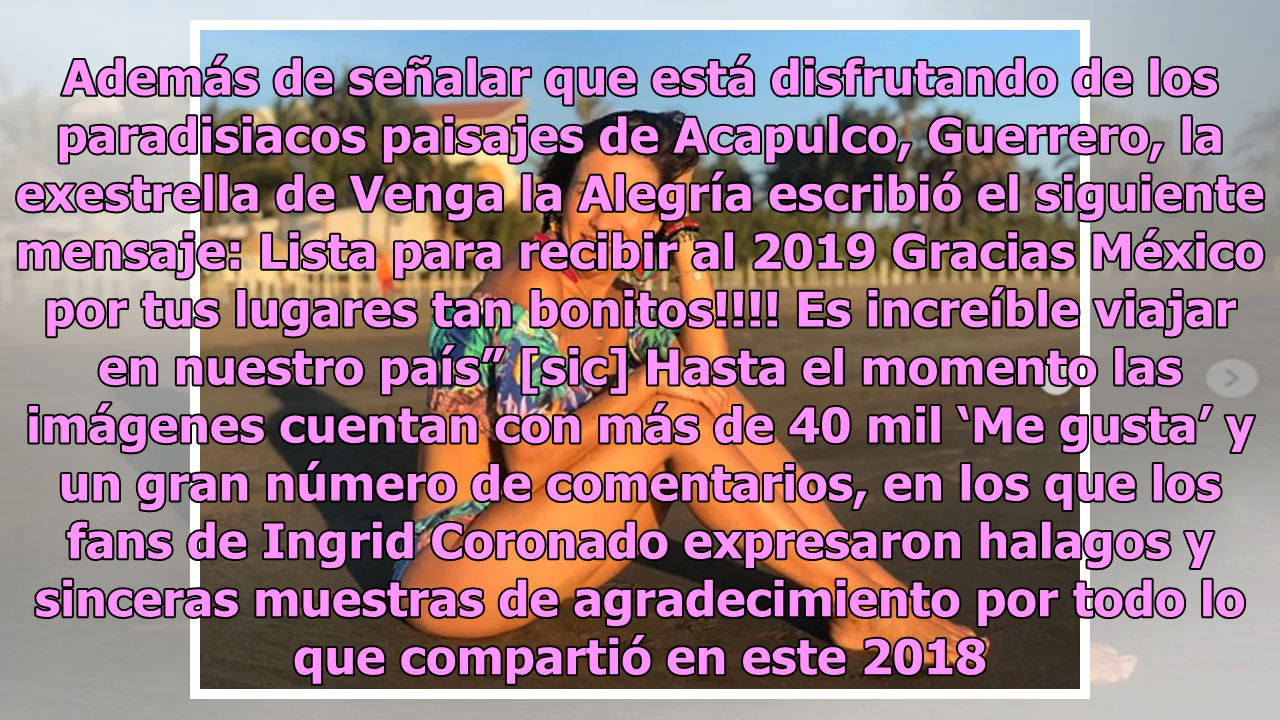 Además de señalar que está disfrutando de los
paradisiacos paisajes de Acapulco, Guerrero, la
exestrella de Venga la Alegría escribió el siguiente
mensaje: Lista para recibir al 2019 Gracias México
por tus lugares tan bonitos!!!! Es increíble viajar
en nuestro país” [sic] Hasta el momento las
imágenes cuentan con más de 40 mil ‘Me gusta’ y
un gran número de comentarios, en los que los
fans de Ingrid Coronado expresaron halagos y
sinceras muestras de agradecimiento por todo lo
que compartió en este 2018